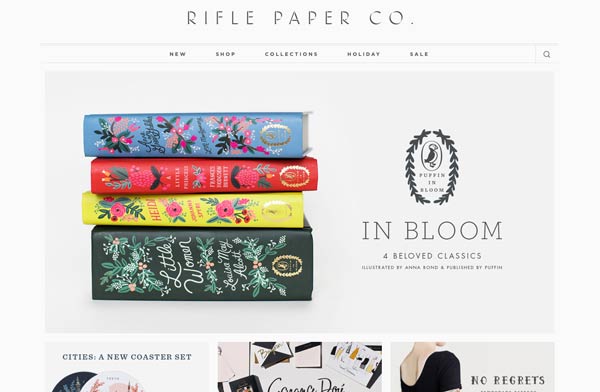 RIFLE PAPER CO.
NEW SHOP COLLECTIONS HOLIDAY SALE
A LITTLE PRINCESS
FRANCES HODGSON BURNETT
HEIDI
Little Women
Louisa May Alcott
PUFFIN
IN
BLOOM
IN BLOOM
4 BELOVED CLASSICS
ILLUSTRATED BY ANNA BOND & PUBLISHED BY PUFFIN
CITIES: A NEW COASTER SET
NO REGRETS